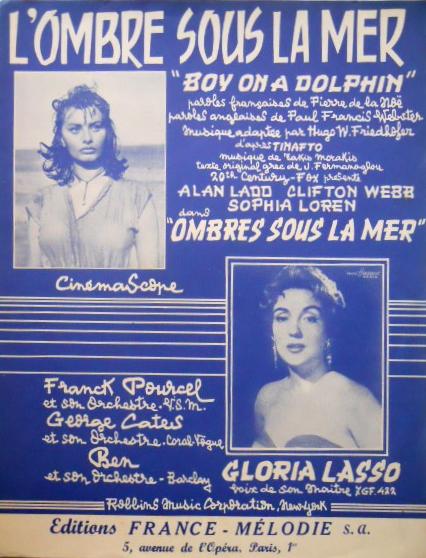 L'OMBRE SOUS LA MER
"BOY ON A DOLPHIN"
paroles françaises de Pierre de la Noë
paroles anglaises de Paul Francis Webster
Musique adaptée par Hugo W. Friedhofer
d'après TINAFTO
musique de Takis Morakis
texte original grec de J. Fermanoglou
20th Century-Fox présente
ALAN LADD CLIFTON WEBB
SOPHIA LOREN
dans
"OMBRES SOUS LA MER"
CinémaScope
Franck Pourcel
et son Orchestre. V.S.M.
George Cates
et son Orchestre. Coral-Vogue
Ben
et son Orchestre - Barclay
GLORIA LASSO
Voix de Son Maître 7GF.422
Robbins Music Corporation, New York
Editions FRANCE - MÉLODIE s.a.
5, avenue de l'Opéra, Paris, 1er